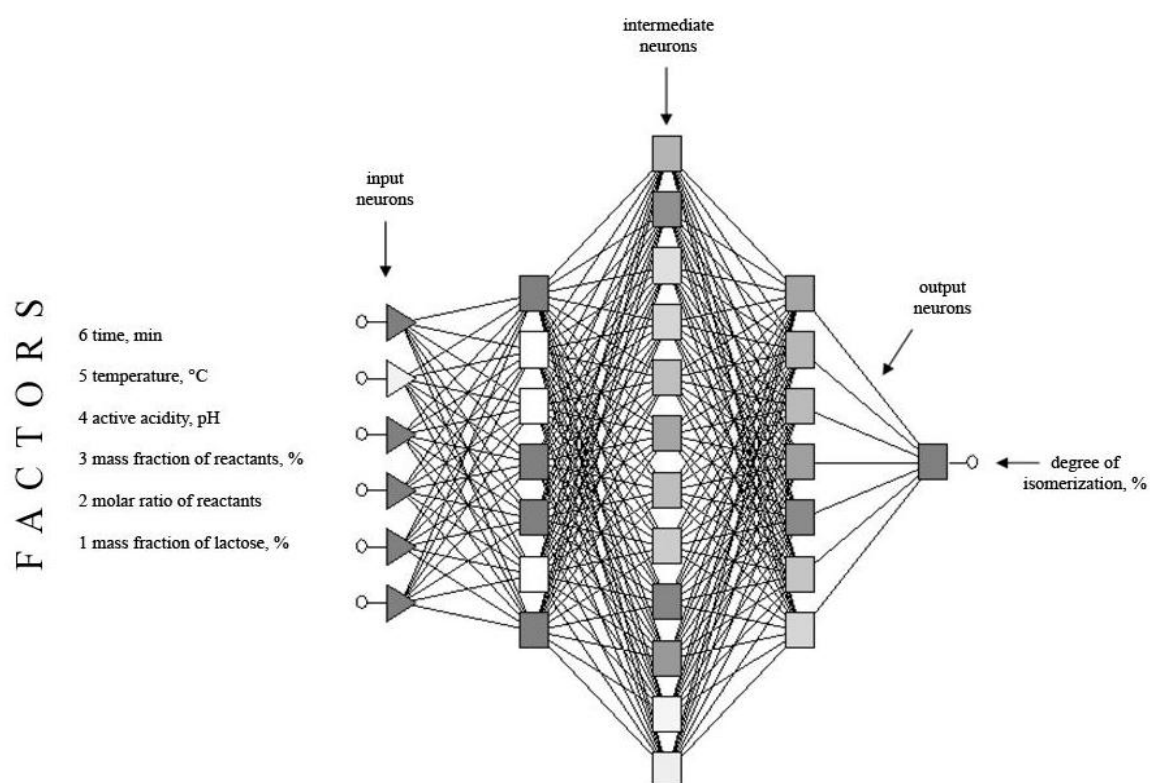 intermediate
neurons
input
neurons
output
neurons
FACTORS
6 time, min
5 temperature, °C
4 active acidity, pH
3 mass fraction of reactants, %
2 molar ratio of reactants
1 mass fraction of lactose, %
degree of
isomerization, %